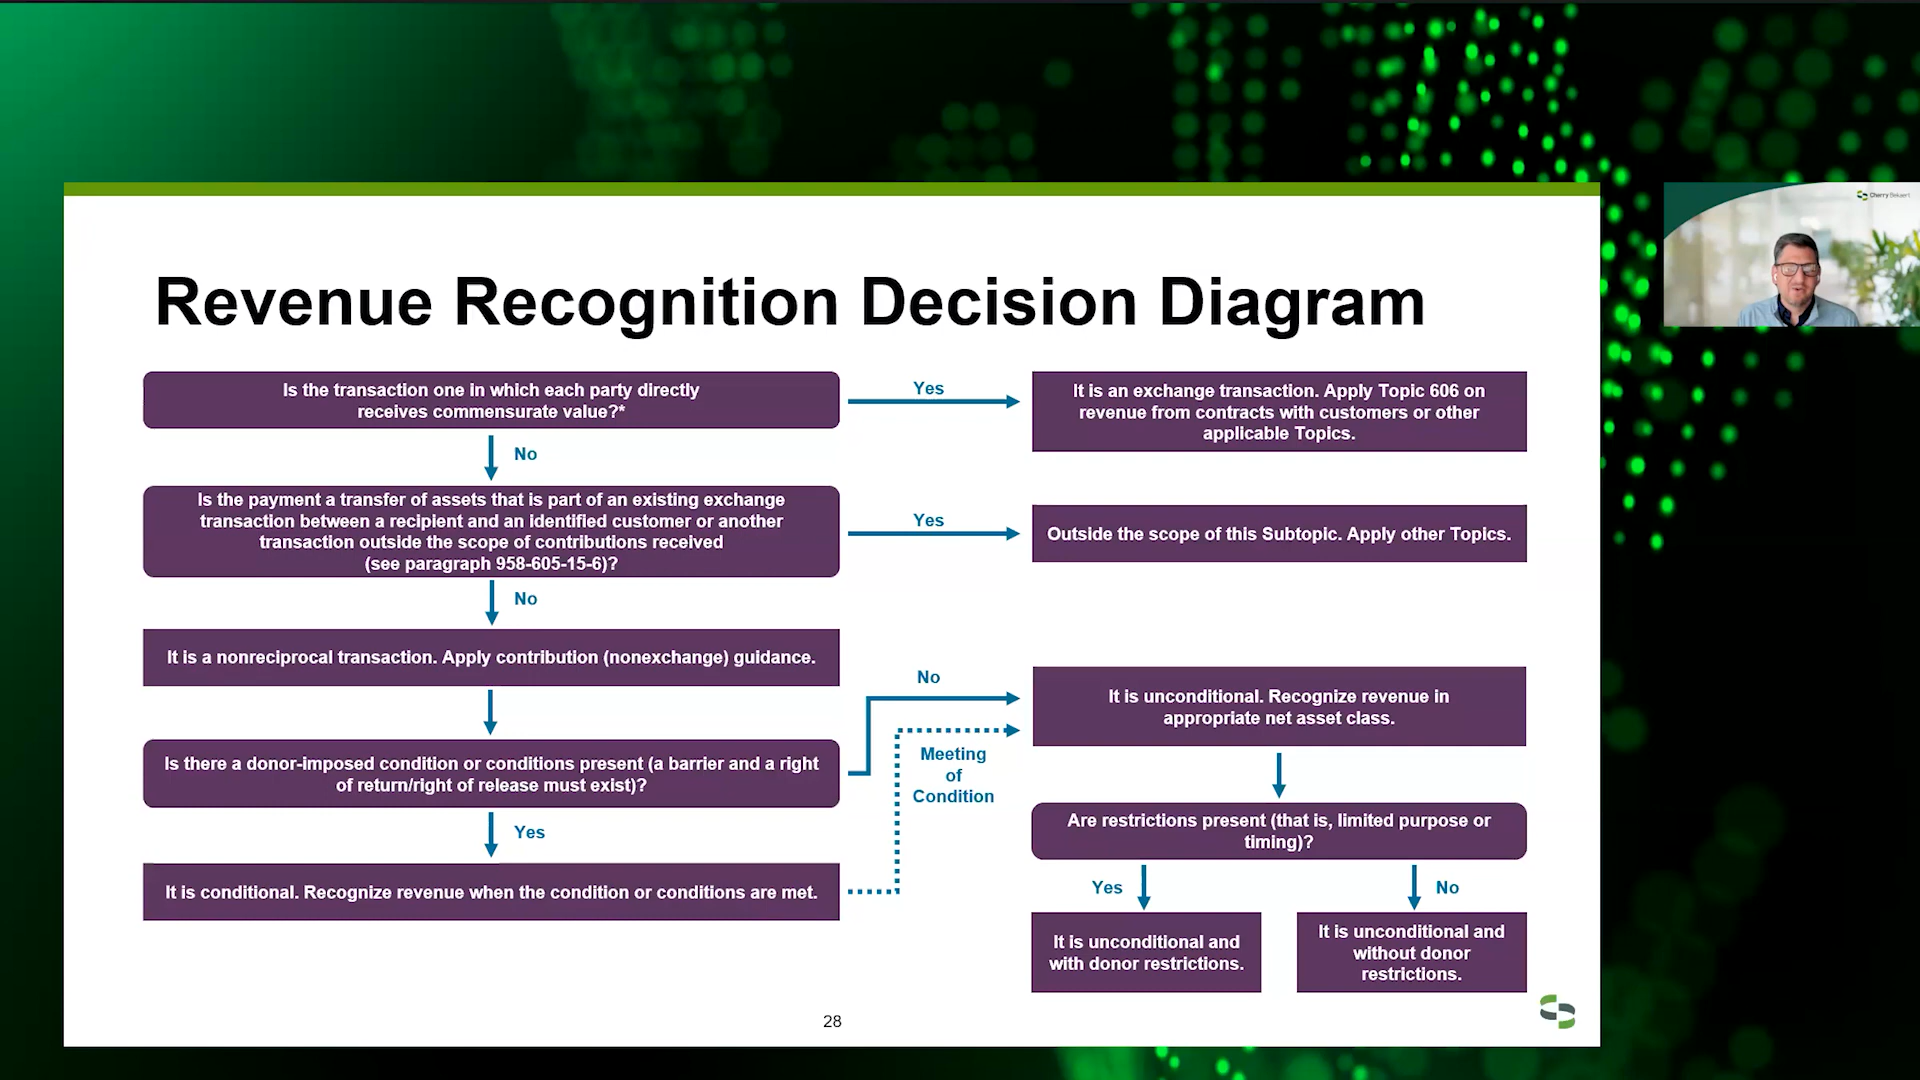 Cherry Bekaert
Revenue Recognition Decision Diagram
Is the transaction one in which each party directly
receives commensurate value?*
Yes
It is an exchange transaction. Apply Topic 606 on
revenue from contracts with customers or other
applicable Topics.
No
Is the payment a transfer of assets that is part of an existing exchange
transaction between a recipient and an identified customer or another
transaction outside the scope of contributions received
(see paragraph 958-605-15-6)?
Yes
Outside the scope of this Subtopic. Apply other Topics.
No
It is a nonreciprocal transaction. Apply contribution (nonexchange) guidance.
Is there a donor-imposed condition or conditions present (a barrier and a right
of return/right of release must exist)?
No
It is unconditional. Recognize revenue in
appropriate net asset class.
Yes
It is conditional. Recognize revenue when the condition or conditions are met.
Meeting
of
Condition
Are restrictions present (that is, limited purpose or
timing)?
Yes
It is unconditional and
with donor restrictions.
No
It is unconditional and
without donor
restrictions.
28